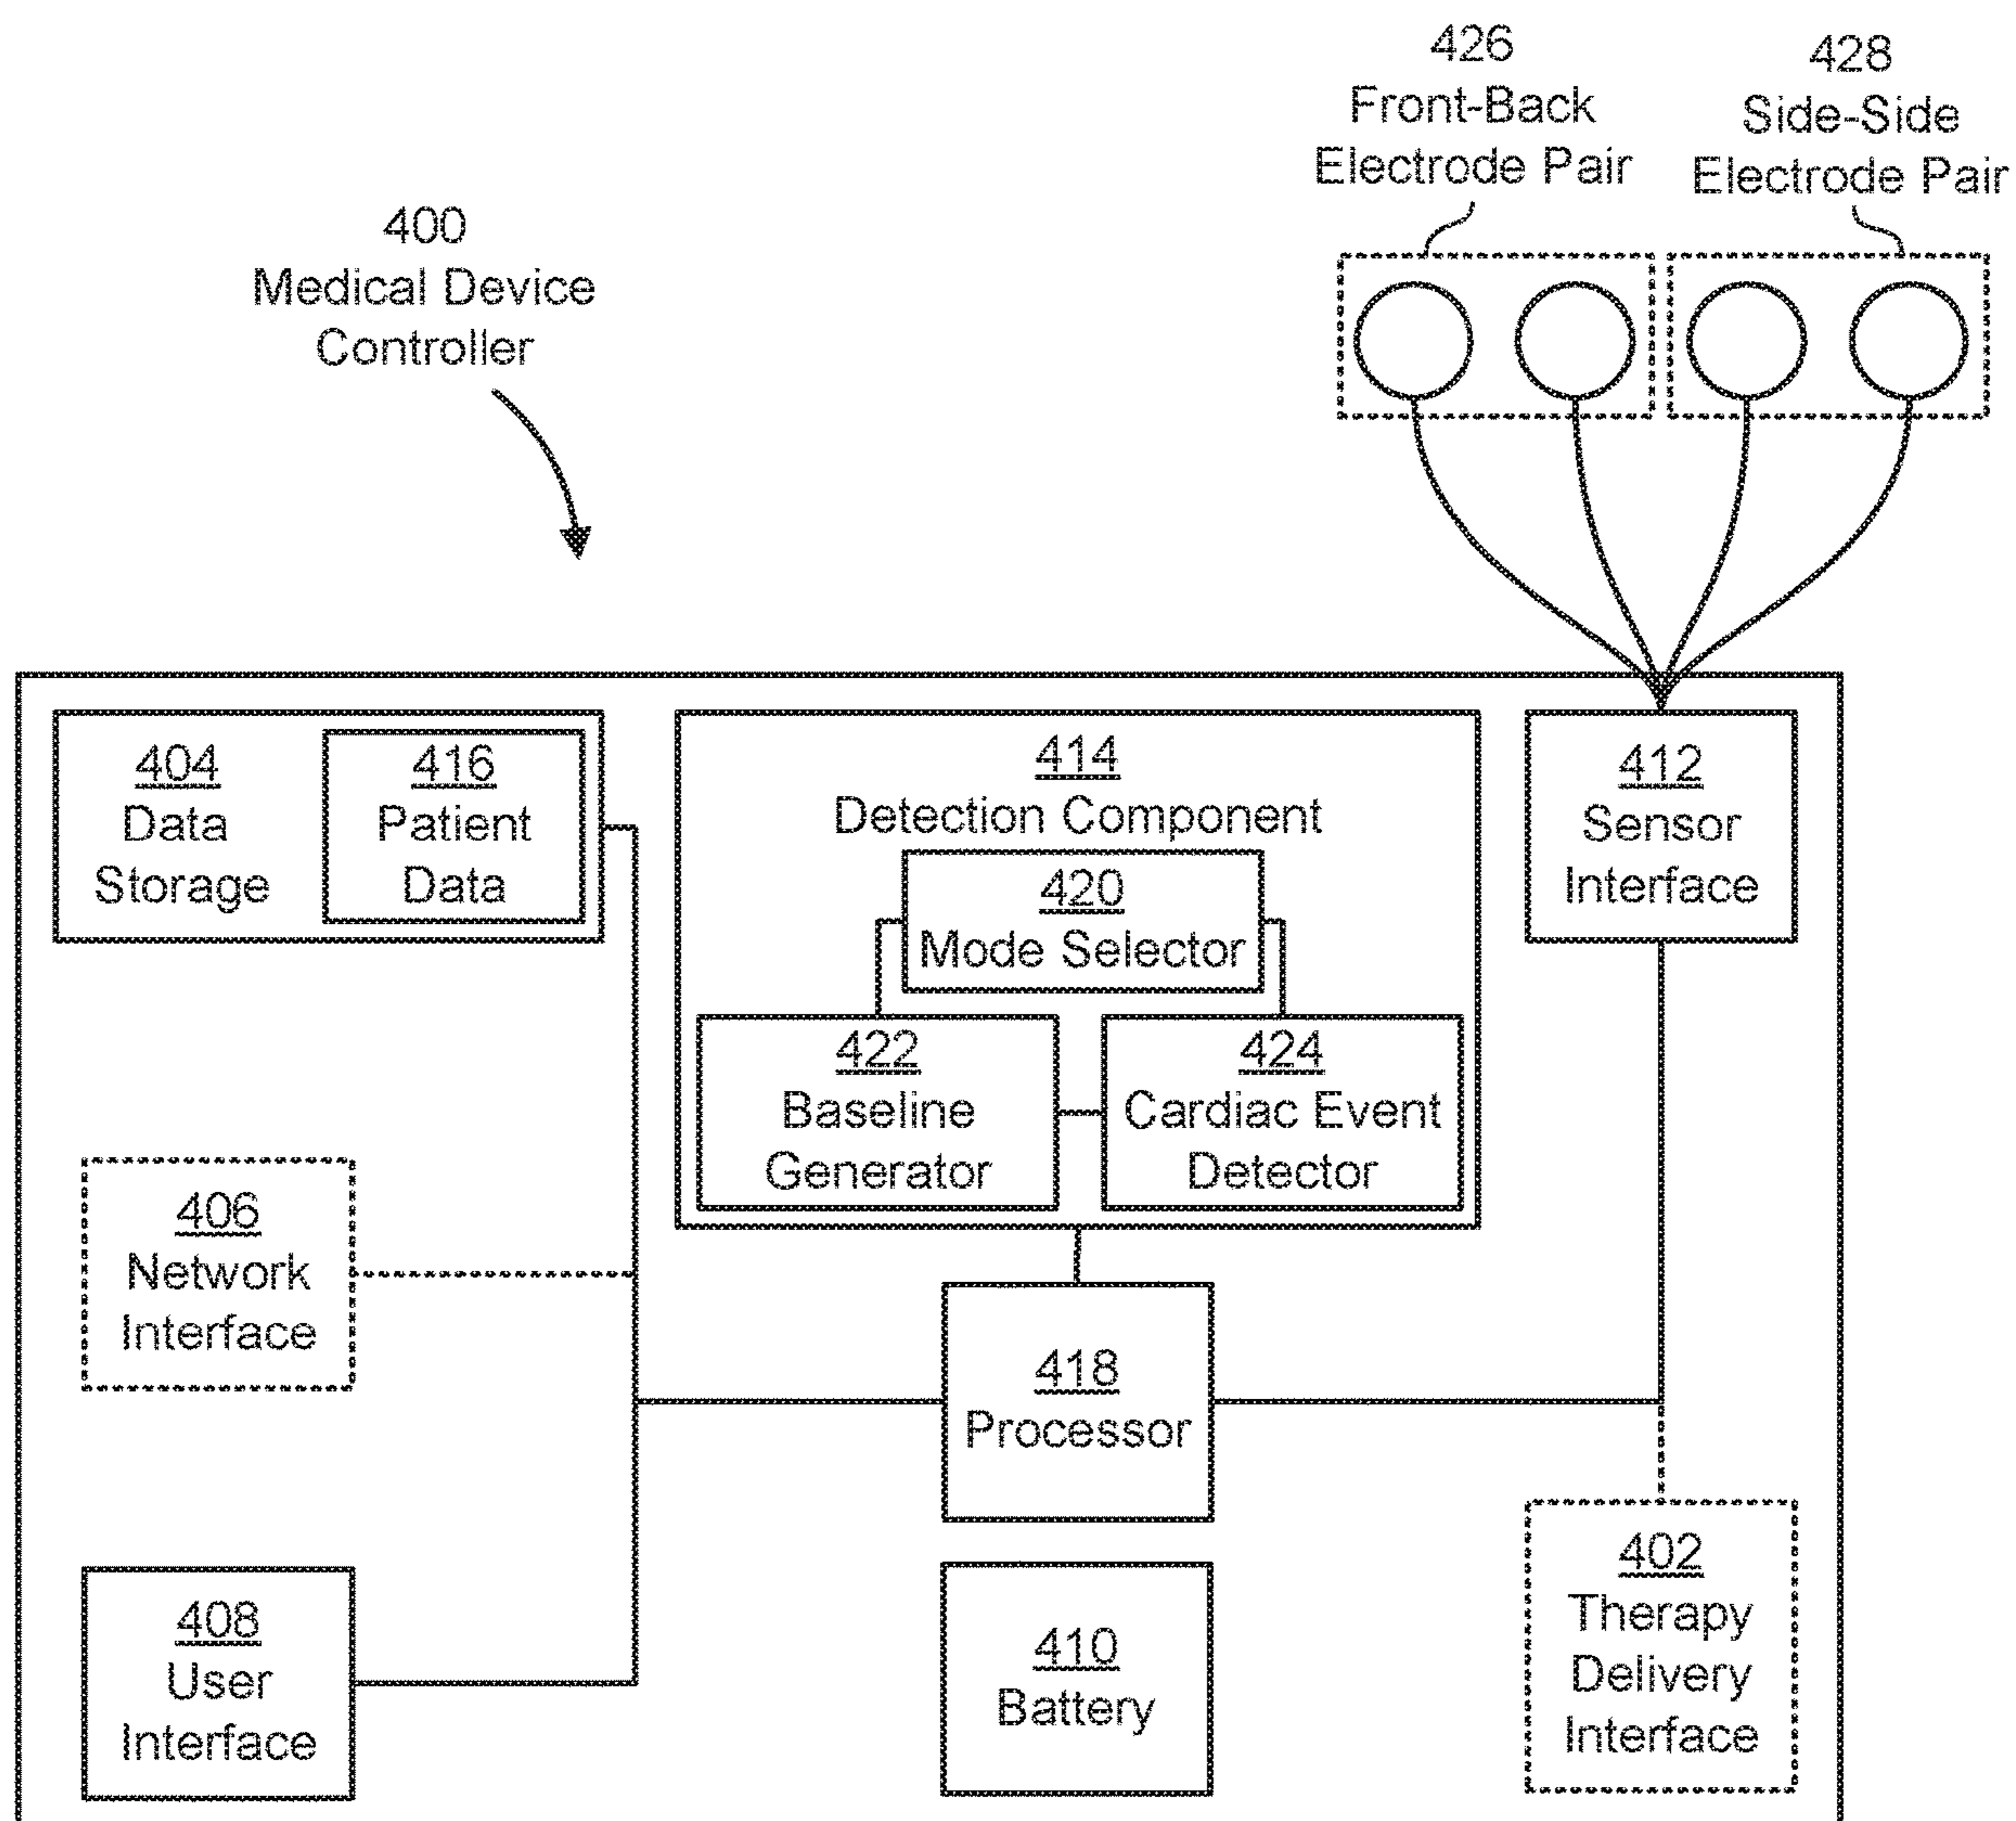 426
Front-Back
Electrode Pair
428
Side-Side
Electrode Pair
400
Medical Device
Controller
404
Data
Storage
416
Patient
Data
414
Detection Component
420
Mode Selector
422
Baseline
Generator
424
Cardiac Event
Detector
412
Sensor
Interface
406
Network
Interface
418
Processor
408
User
Interface
410
Battery
402
Therapy
Delivery
Interface